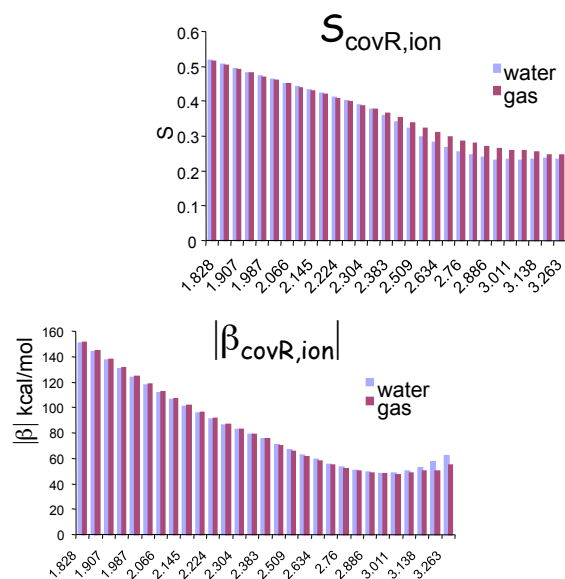 S covR,ion
0.6
0.5
0.4
0.3
0.2
0.1
0
S
water
gas
1.828 1.907 1.987 2.066 2.145 2.224 2.304 2.383 2.509 2.634 2.76 2.886 3.011 3.138 3.263
|β covR,ion|
160
140
120
100
80
60
40
20
0
|β| kcal/mol
water
gas
1.828 1.907 1.987 2.066 2.145 2.224 2.304 2.383 2.509 2.634 2.76 2.886 3.011 3.138 3.263